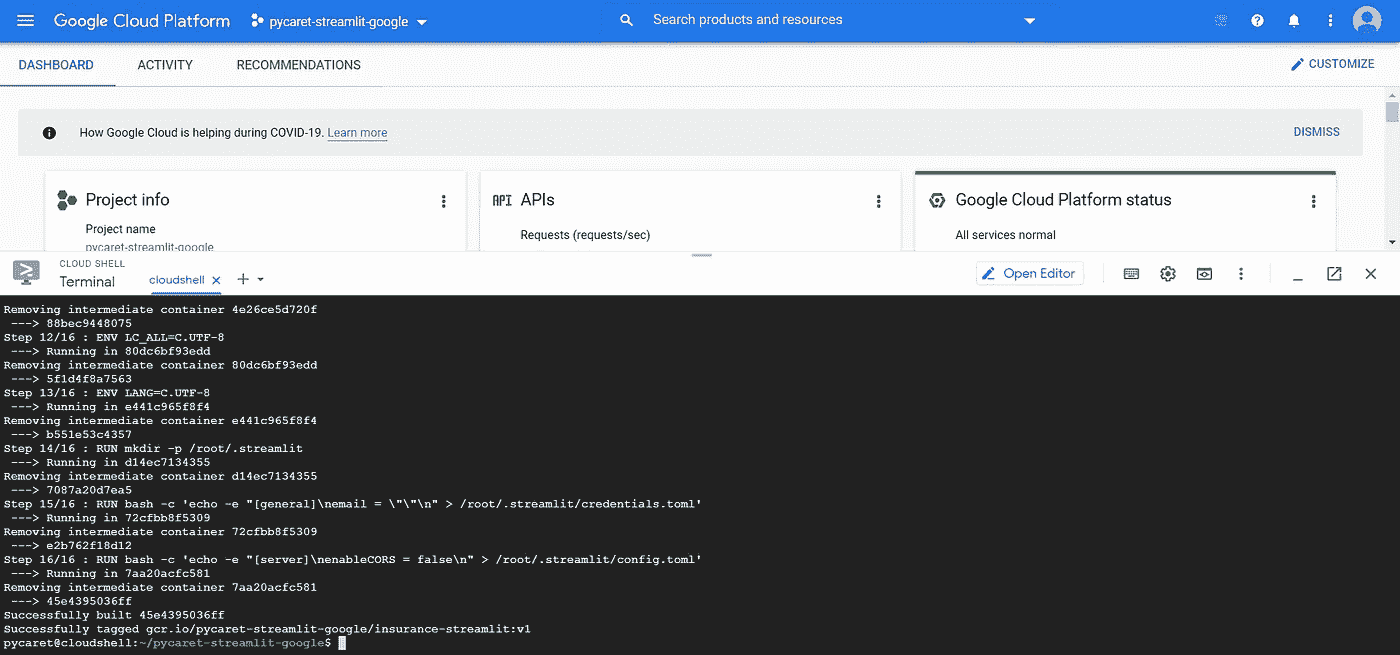 Google Cloud Platform pycaret-streamlit-google Search products and resources
DASHBOARD ACTIVITY RECOMMENDATIONS CUSTOMIZE
How Google Cloud is helping during COVID-19. Learn more DISMISS
Project info API APIs Google Cloud Platform status
Project name Requests (requests/sec) All services normal
pycaret-streamlit-google
CLOUD SHELL
Terminal cloudshell Open Editor
Removing intermediate container 4e26ce5d720f
---> 88bec9448075
Step 12/16 : ENV LC_ALL=C.UTF-8
---> Running in 80dc6bf93edd
Removing intermediate container 80dc6bf93edd
---> 5f1d4f8a7563
Step 13/16 : ENV LANG=C.UTF-8
---> Running in e441c965f8f4
Removing intermediate container e441c965f8f4
---> b551e53c4357
Step 14/16 : RUN mkdir -p /root/.streamlit
---> Running in d14ec7134355
Removing intermediate container d14ec7134355
---> 7087a20d7ea5
Step 15/16 : RUN bash -c 'echo -e "[general]\nemail = \"\"\n" > /root/.streamlit/credentials.toml'
---> Running in 72cfbb8f5309
Removing intermediate container 72cfbb8f5309
---> e2b762f18d12
Step 16/16 : RUN bash -c 'echo -e "[server]\nenableCORS = false\n" > /root/.streamlit/config.toml'
---> Running in 7aa20acfc581
Removing intermediate container 7aa20acfc581
---> 45e4395036ff
Successfully built 45e4395036ff
Successfully tagged gcr.io/pycaret-streamlit-google/insurance-streamlit:v1
pycaret@cloudshell:~/pycaret-streamlit-google$